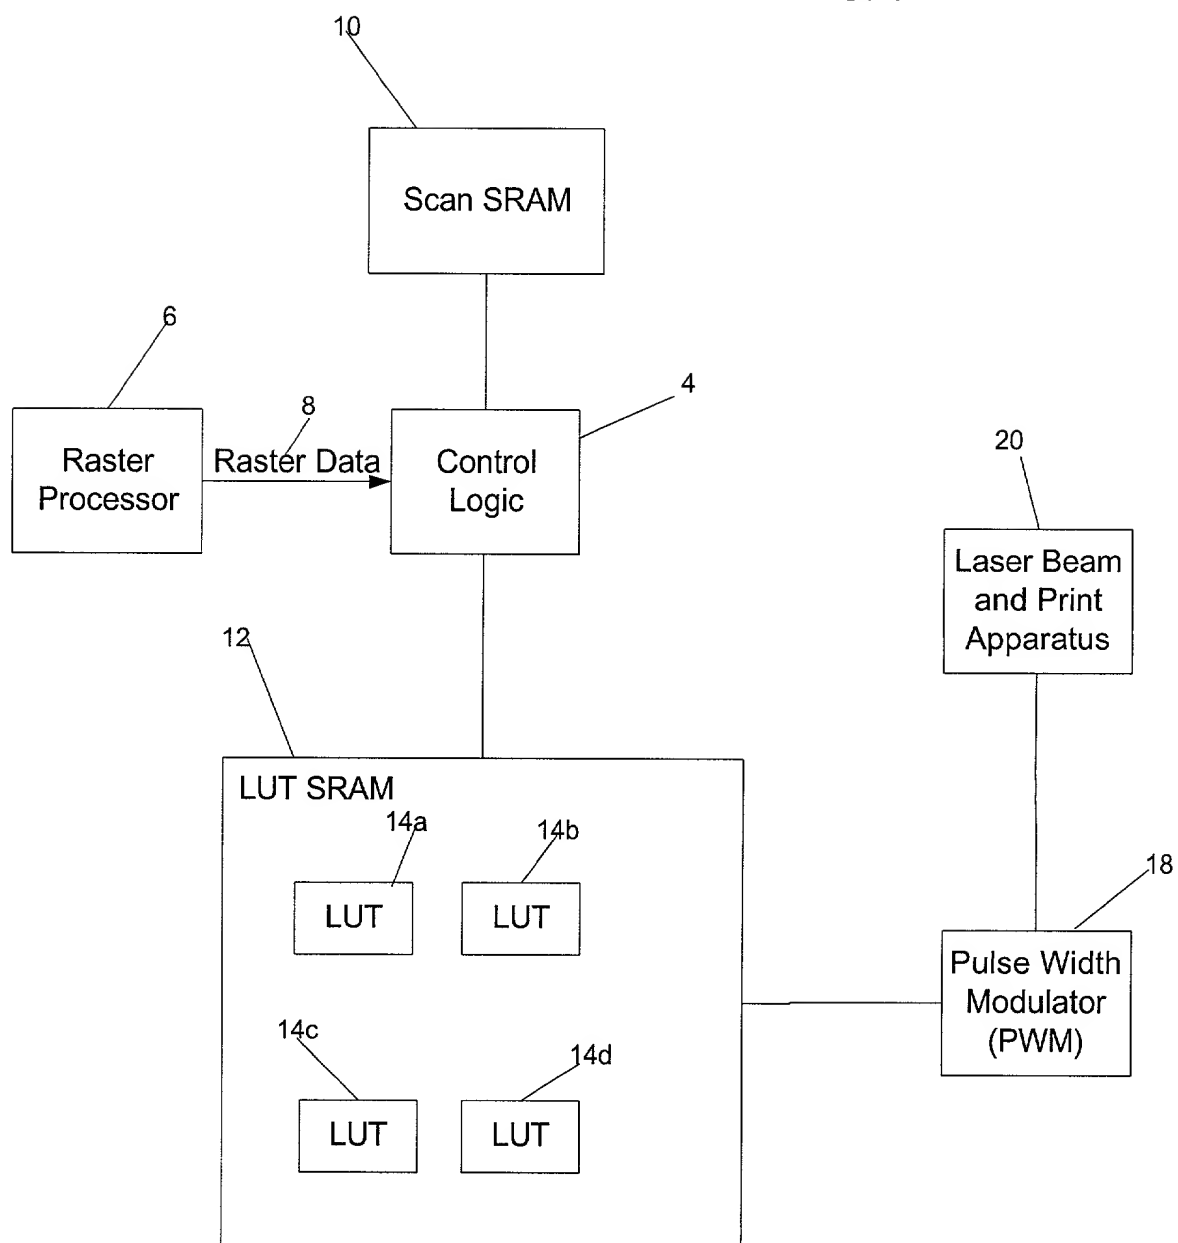 10
Scan SRAM
6
8
4
Raster
Processor
Raster Data
Control
Logic
20
Laser Beam
and Print
Apparatus
12
LUT SRAM
14a
14b
LUT
LUT
18
Pulse Width
Modulator
(PWM)
14c
14d
LUT
LUT